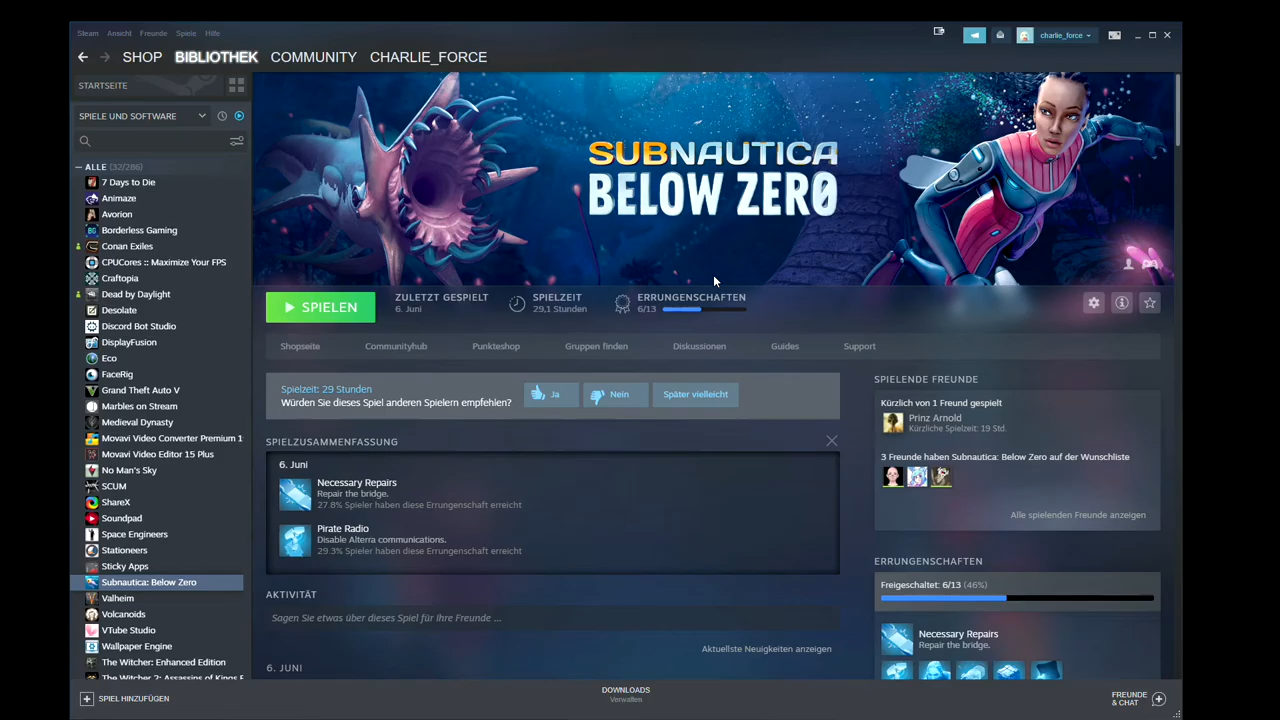 Steam Ansicht Freunde Spiele Hilfe
charlie_force
SHOP BIBLIOTHEK COMMUNITY CHARLIE_FORCE
STARTSEITE
SPIELE UND SOFTWARE
ALLE (32/286)
7 Days to Die
Animaze
Avorion
Borderless Gaming
Conan Exiles
CPUCores :: Maximize Your FPS
Craftopia
Dead by Daylight
Desolate
Discord Bot Studio
DisplayFusion
Eco
FaceRig
Grand Theft Auto V
Marbles on Stream
Medieval Dynasty
Movavi Video Converter Premium 1
Movavi Video Editor 15 Plus
No Man's Sky
SCUM
ShareX
Soundpad
Space Engineers
Stationeers
Sticky Apps
Subnautica: Below Zero
Valheim
Volcanoids
VTube Studio
Wallpaper Engine
The Witcher: Enhanced Edition
The Witcher 2: Assassins of Kings E
SPIEL HINZUFÜGEN
SUBNAUTICA
BELOW ZERO
SPIELEN
ZULETZT GESPIELT
6. Juni
SPIELZEIT
29,1 Stunden
ERRUNGENSCHAFTEN
6/13
Shopseite Communityhub Punkteshop Gruppen finden Diskussionen Guides Support
Spielzeit: 29 Stunden
Würden Sie dieses Spiel anderen Spielern empfehlen?
Ja Nein Später vielleicht
SPIELZUSAMMENFASSUNG
6. Juni
Necessary Repairs
Repair the bridge.
27.8% Spieler haben diese Errungenschaft erreicht
Pirate Radio
Disable Alterra communications.
29.3% Spieler haben diese Errungenschaft erreicht
AKTIVITÄT
Sagen Sie etwas über dieses Spiel für Ihre Freunde ...
Aktuellste Neuigkeiten anzeigen
6. JUNI
SPIELENDE FREUNDE
Kürzlich von 1 Freund gespielt
Prinz Arnold
Kürzliche Spielzeit: 19 Std.
3 Freunde haben Subnautica: Below Zero auf der Wunschliste
Alle spielenden Freunde anzeigen
ERRUNGENSCHAFTEN
Freigeschaltet: 6/13 (46%)
Necessary Repairs
Repair the bridge.
DOWNLOADS
Verwalten
FREUNDE
& CHAT